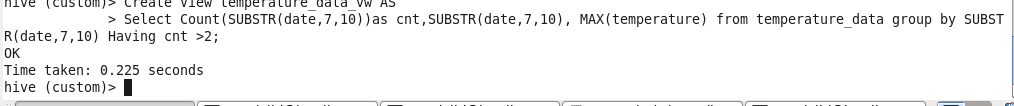 hive (custom)> Create View temperature_data_vw AS
> Select Count(SUBSTR(date,7,10))as cnt,SUBSTR(date,7,10), MAX(temperature) from temperature_data group by SUBST
R(date,7,10) Having cnt >2;
OK
Time taken: 0.225 seconds
hive (custom)>